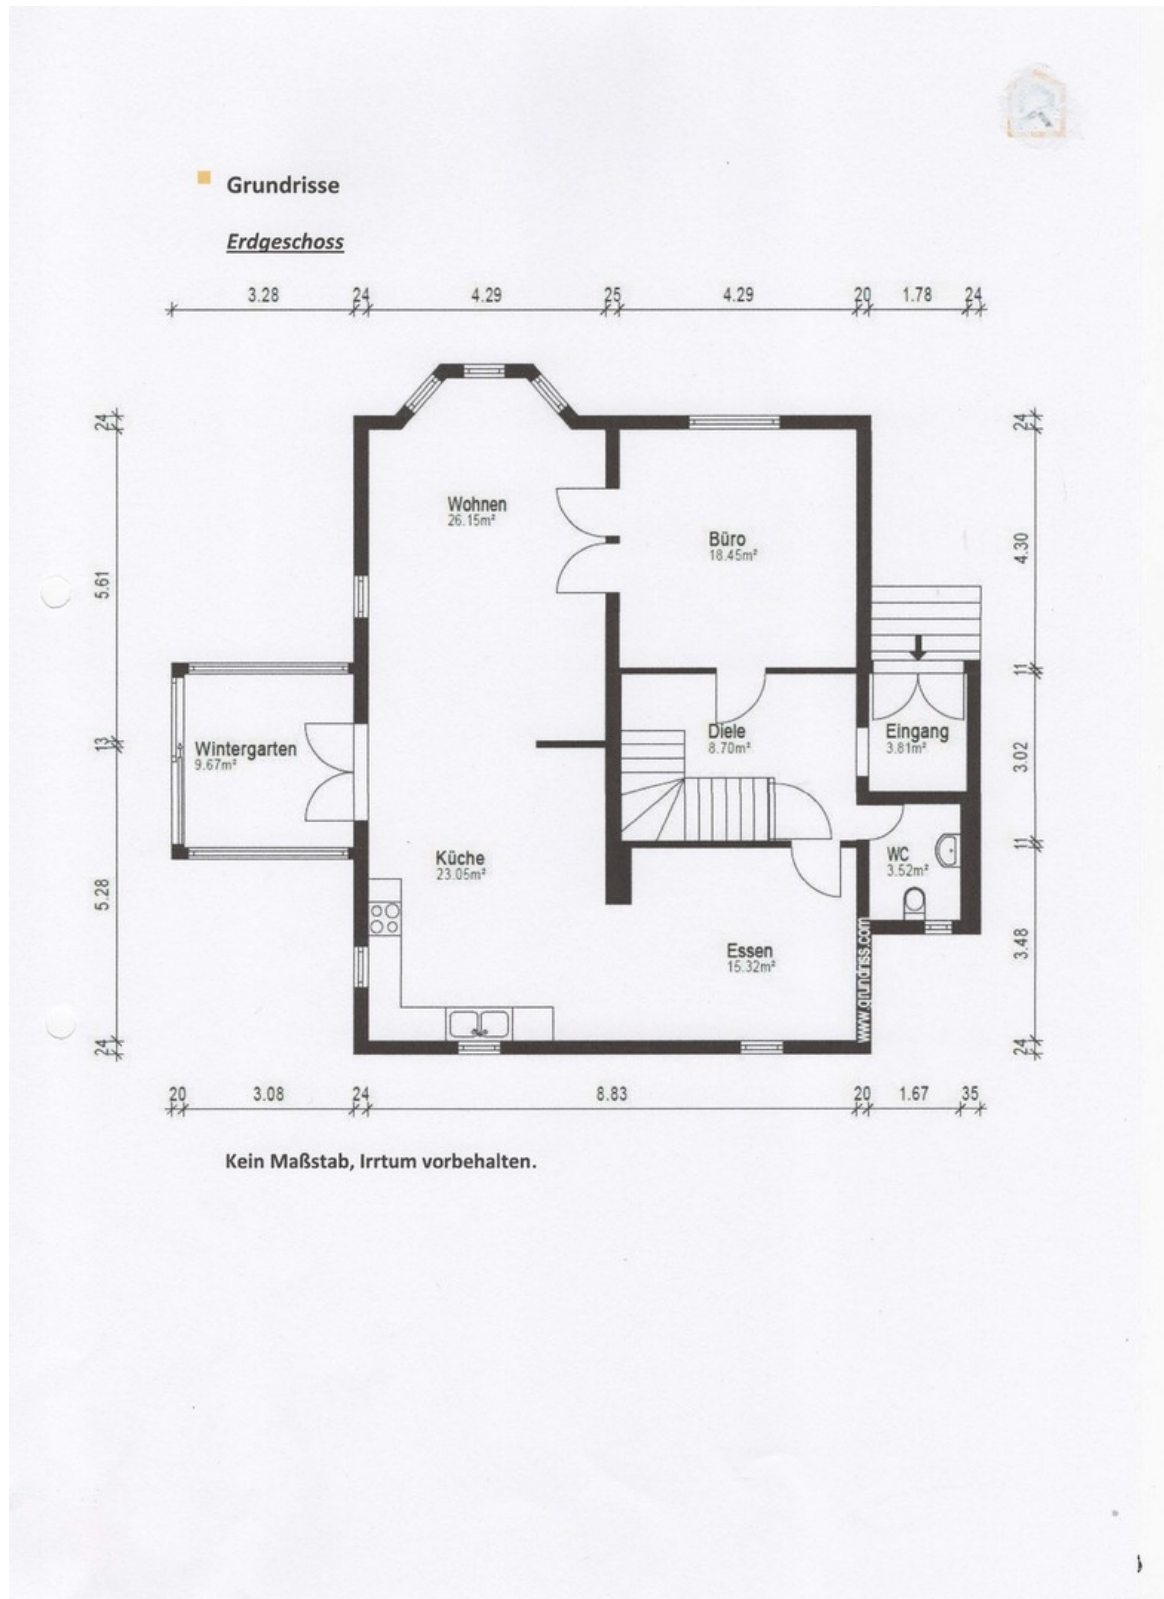 Grundrisse
Erdgeschoss
3.28 24 4.29 25 4.29 20 1.78 24
24
5.61
13
5.28
24
24
4.30
11
3.02
11
3.48
24
Wohnen
26.15m²
Büro
18.45m²
Diele
8.70m²
Eingang
3.81m²
Wintergarten
9.67m²
Küche
23.05m²
WC
3.52m²
Essen
15.32m²
www.grundriss.com
20 3.08 24 8.83 20 1.67 35
Kein Maßstab, Irrtum vorbehalten.